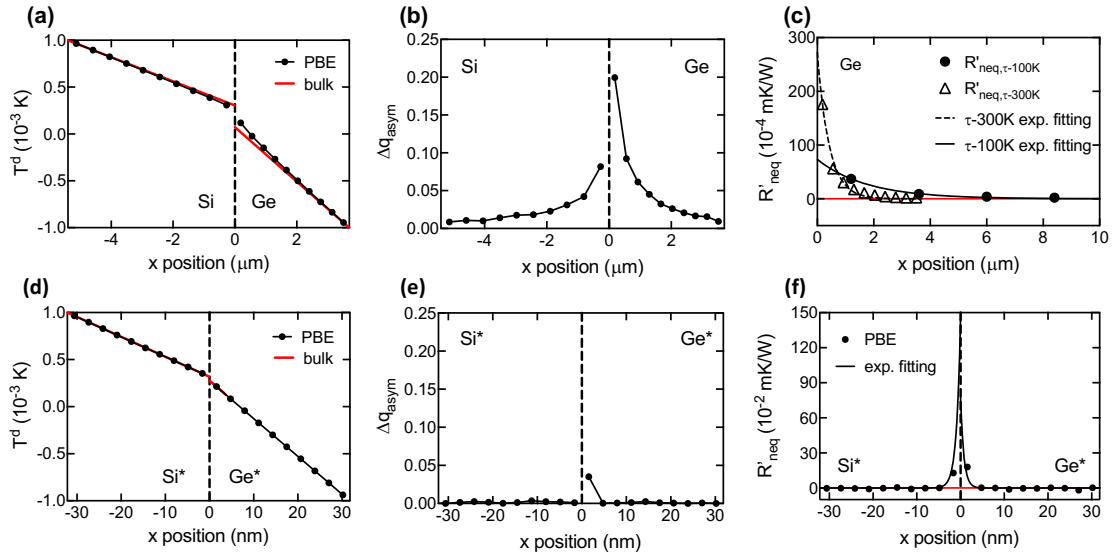 (a)
1.0
0.5
0.0
-0.5
-1.0
T^d (10^-3 K)
PBE
bulk
Si
Ge
-4
-2
0
2
x position (μm)
(b)
0.25
0.20
0.15
0.10
0.05
0.00
Δq_asym
Si
Ge
-4
-2
0
2
x position (μm)
(c)
300
200
100
0
R'_neq (10^-4 mK/W)
Ge
R'_neq,τ-100K
R'_neq,τ-300K
τ-300K exp. fitting
τ-100K exp. fitting
0
2
4
6
8
10
x position (μm)
(d)
1.0
0.5
0.0
-0.5
-1.0
T^d (10^-3 K)
PBE
bulk
Si*
Ge*
-30
-20
-10
0
10
20
30
x position (nm)
(e)
0.25
0.20
0.15
0.10
0.05
0.00
Δq_asym
Si*
Ge*
-30
-20
-10
0
10
20
30
x position (nm)
(f)
150
120
90
60
30
0
R'_neq (10^-2 mK/W)
PBE
exp. fitting
Si*
Ge*
-30
-20
-10
0
10
20
30
x position (nm)